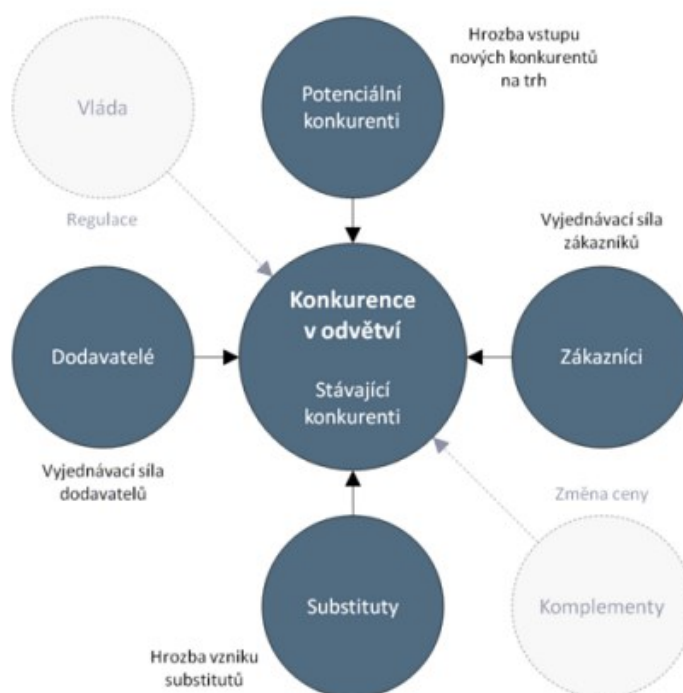 Hrozba vstupu
nových konkurentů
na trh
Potenciální
konkurenti
Vláda
Regulace
Vyjednávací síla
zákazníků
Konkurence
v odvětví
Stávající
konkurenti
Dodavatelé
Zákazníci
Vyjednávací síla
dodavatelů
Změna ceny
Substituty
Komplementy
Hrozba vzniku
substitutů